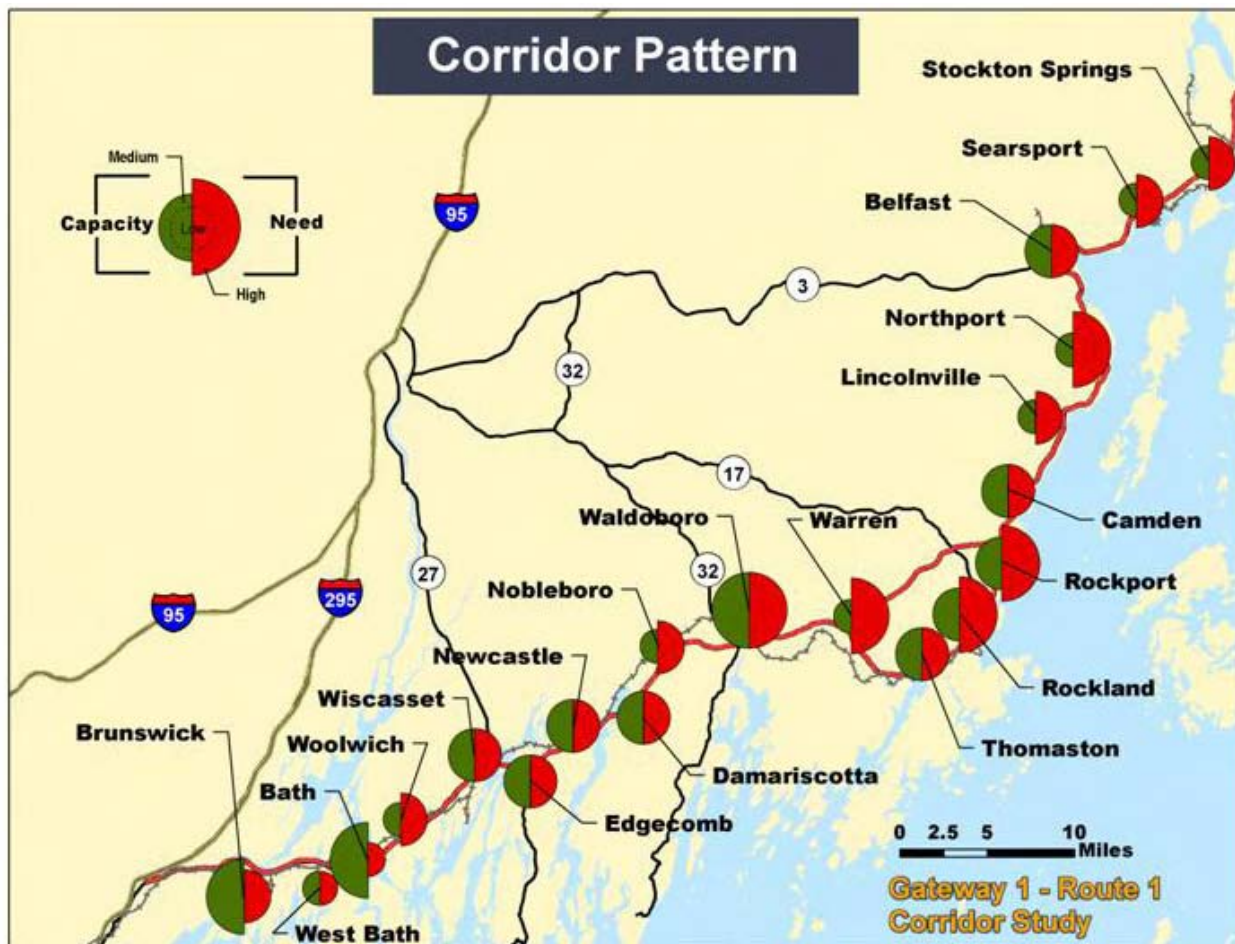 Corridor Pattern
Stockton Springs
Searsport
Belfast
Medium
Capacity
Low
Need
High
95
3
Northport
Lincolnville
32
17
Waldoboro
Warren
Camden
Rockport
27
32
95
295
Nobleboro
Newcastle
Rockland
Wiscasset
Brunswick
Woolwich
Thomaston
Bath
Damariscotta
Edgecomb
0 2.5 5 10
Miles
Gateway 1 - Route 1
Corridor Study
West Bath